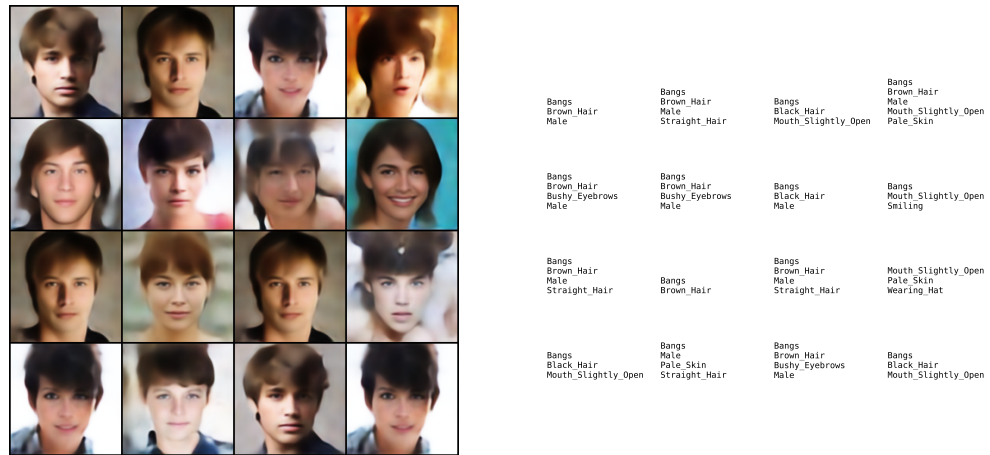 Bangs
Brown_Hair
Male
Bangs
Brown_Hair
Male
Straight_Hair
Bangs
Black_Hair
Mouth_Slightly_Open
Bangs
Brown_Hair
Male
Mouth_Slightly_Open
Pale_Skin
Bangs
Brown_Hair
Bushy_Eyebrows
Male
Bangs
Brown_Hair
Bushy_Eyebrows
Male
Bangs
Black_Hair
Male
Bangs
Mouth_Slightly_Open
Smiling
Bangs
Brown_Hair
Male
Straight_Hair
Bangs
Brown_Hair
Bangs
Brown_Hair
Male
Straight_Hair
Mouth_Slightly_Open
Pale_Skin
Wearing_Hat
Bangs
Black_Hair
Mouth_Slightly_Open
Bangs
Male
Pale_Skin
Straight_Hair
Bangs
Brown_Hair
Bushy_Eyebrows
Male
Bangs
Black_Hair
Mouth_Slightly_Open